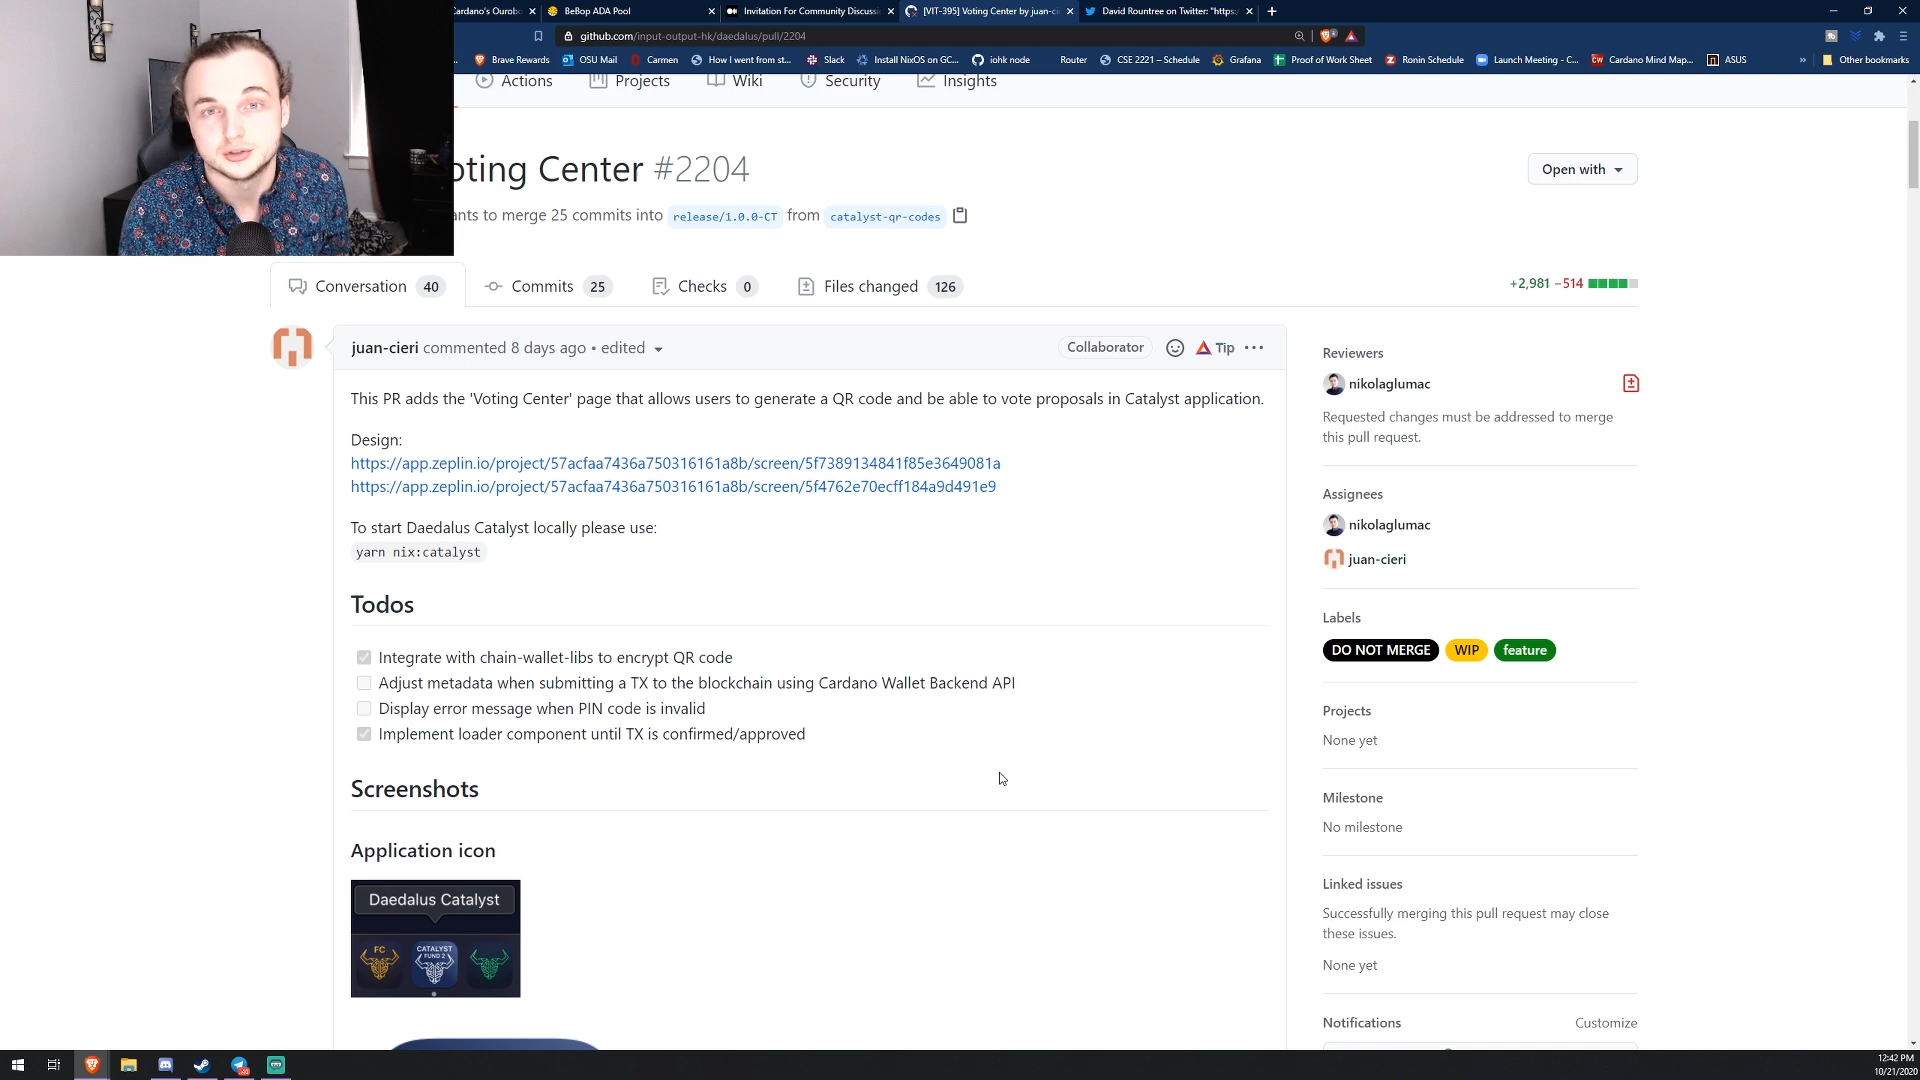 Cardano's Ourobo
BeBop ADA Pool
Invitation For Community Discussi
[VIT-395] Voting Center by juan-ci
David Rountree on Twitter: "https:
github.com/input-output-hk/daedalus/pull/2204
Brave Rewards
OSU Mail
Carmen
How I went from st...
Slack
Install NixOS on GC...
iohk node
Router
CSE 2221 – Schedule
Grafana
Proof of Work Sheet
Ronin Schedule
Launch Meeting - C...
Cardano Mind Map...
ASUS
Other bookmarks
Actions
Projects
Wiki
Security
Insights
oting Center #2204
Open with
ants to merge 25 commits into release/1.0.0-CT from catalyst-qr-codes
Conversation 40
Commits 25
Checks 0
Files changed 126
+2,981 −514
juan-cieri commented 8 days ago • edited
Collaborator
Tip
This PR adds the 'Voting Center' page that allows users to generate a QR code and be able to vote proposals in Catalyst application.
Design:
https://app.zeplin.io/project/57acfaa7436a750316161a8b/screen/5f7389134841f85e3649081a
https://app.zeplin.io/project/57acfaa7436a750316161a8b/screen/5f4762e70ecff184a9d491e9
To start Daedalus Catalyst locally please use:
yarn nix:catalyst
Todos
Integrate with chain-wallet-libs to encrypt QR code
Adjust metadata when submitting a TX to the blockchain using Cardano Wallet Backend API
Display error message when PIN code is invalid
Implement loader component until TX is confirmed/approved
Screenshots
Application icon
Daedalus Catalyst
FC
CATALYST
FUND 2
Reviewers
nikolaglumac
Requested changes must be addressed to merge
this pull request.
Assignees
nikolaglumac
juan-cieri
Labels
DO NOT MERGE
WIP
feature
Projects
None yet
Milestone
No milestone
Linked issues
Successfully merging this pull request may close
these issues.
None yet
Notifications
Customize
12:42 PM
10/21/2020